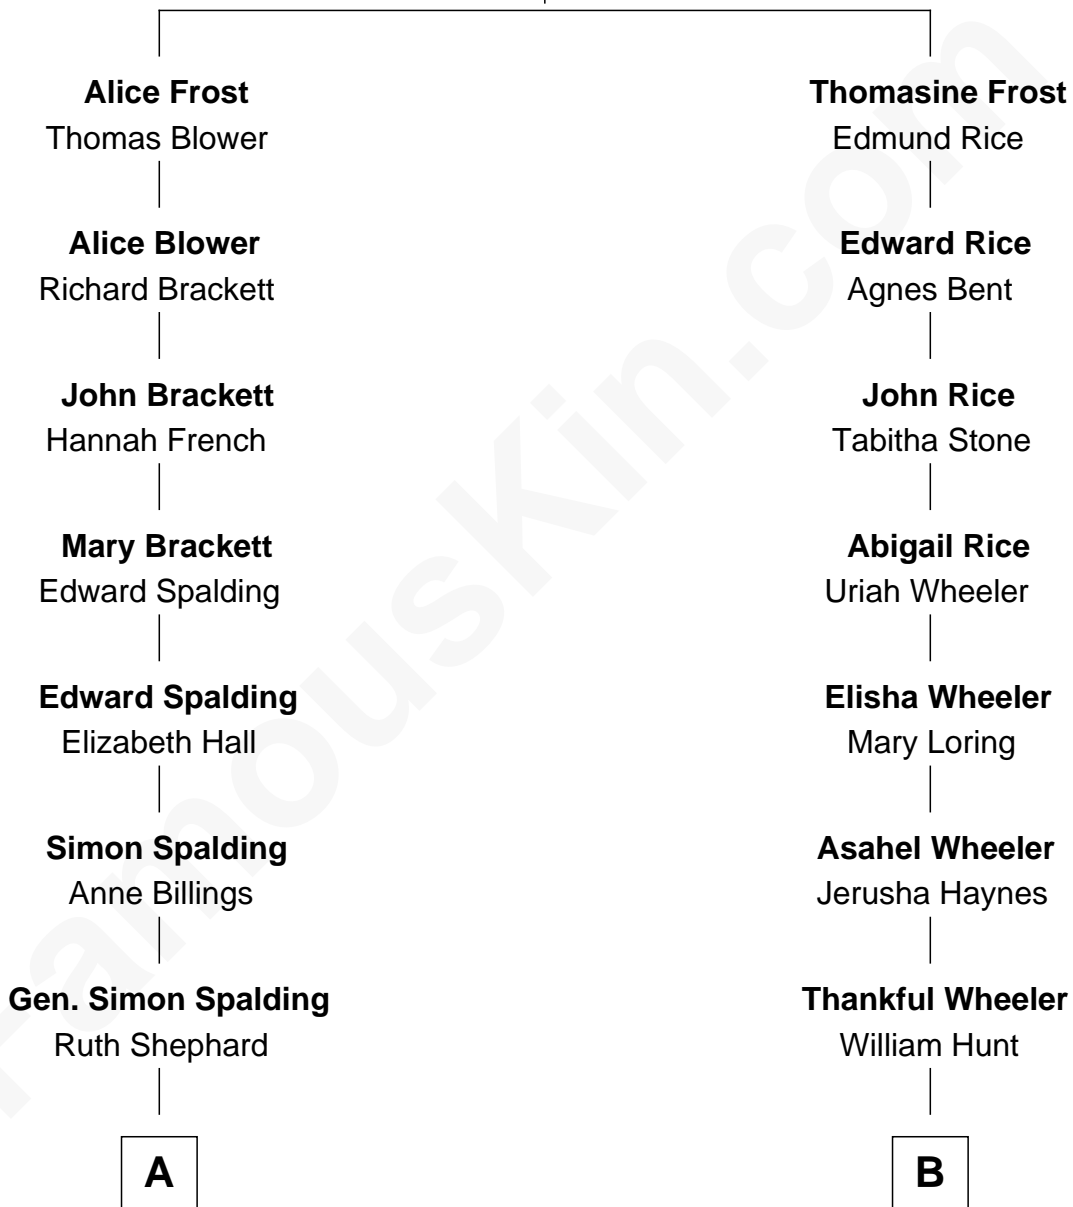 Alice Frost
Thomas Blower
Alice Blower
Richard Brackett
John Brackett
Hannah French
Mary Brackett
Edward Spalding
Edward Spalding
Elizabeth Hall
Simon Spalding
Anne Billings
Gen. Simon Spalding
Ruth Shephard
A
Thomasine Frost
Edmund Rice
Edward Rice
Agnes Bent
John Rice
Tabitha Stone
Abigail Rice
Uriah Wheeler
Elisha Wheeler
Mary Loring
Asahel Wheeler
Jerusha Haynes
Thankful Wheeler
William Hunt
B
FamousKin.com